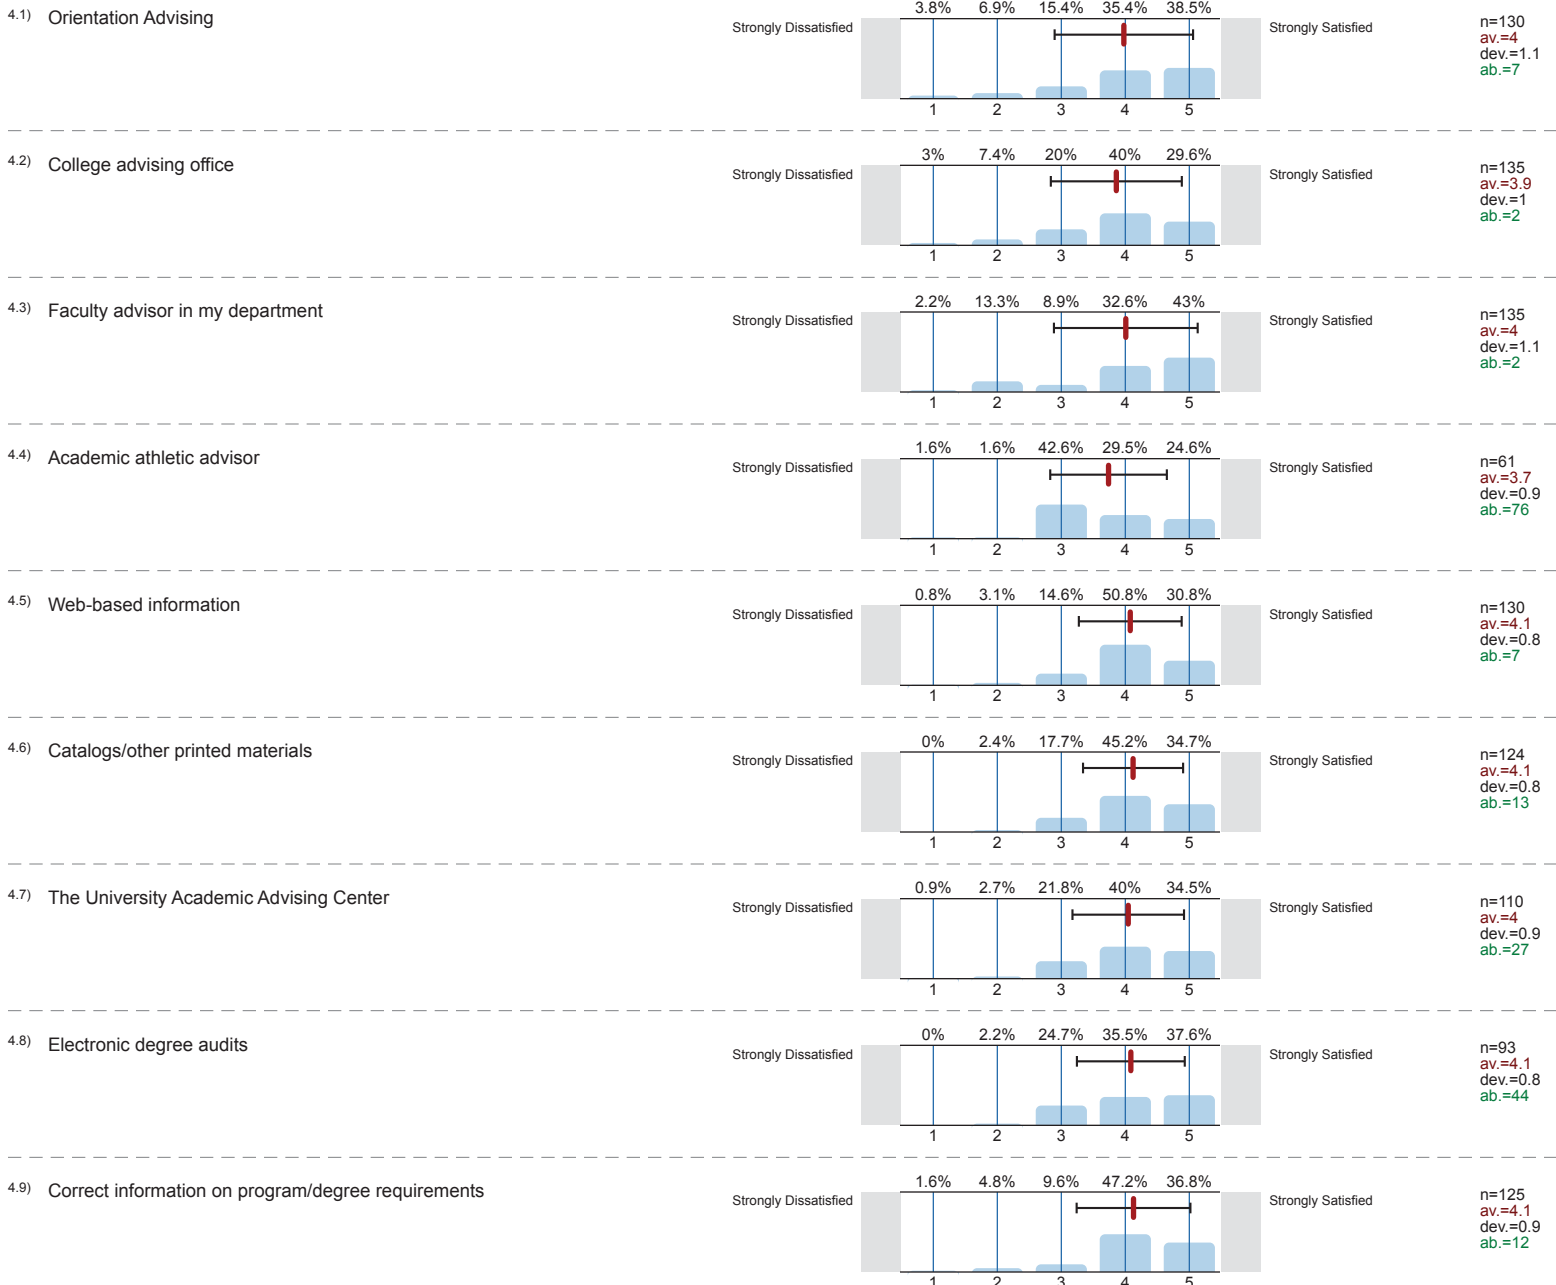 4.1) Orientation Advising
3.8% 6.9% 15.4% 35.4% 38.5%
Strongly Dissatisfied
Strongly Satisfied
1 2 3 4 5
n=130
av.=4
dev.=1.1
ab.=7
4.2) College advising office
3% 7.4% 20% 40% 29.6%
Strongly Dissatisfied
Strongly Satisfied
1 2 3 4 5
n=135
av.=3.9
dev.=1
ab.=2
4.3) Faculty advisor in my department
2.2% 13.3% 8.9% 32.6% 43%
Strongly Dissatisfied
Strongly Satisfied
1 2 3 4 5
n=135
av.=4
dev.=1.1
ab.=2
4.4) Academic athletic advisor
1.6% 1.6% 42.6% 29.5% 24.6%
Strongly Dissatisfied
Strongly Satisfied
1 2 3 4 5
n=61
av.=3.7
dev.=0.9
ab.=76
4.5) Web-based information
0.8% 3.1% 14.6% 50.8% 30.8%
Strongly Dissatisfied
Strongly Satisfied
1 2 3 4 5
n=130
av.=4.1
dev.=0.8
ab.=7
4.6) Catalogs/other printed materials
0% 2.4% 17.7% 45.2% 34.7%
Strongly Dissatisfied
Strongly Satisfied
1 2 3 4 5
n=124
av.=4.1
dev.=0.8
ab.=13
4.7) The University Academic Advising Center
0.9% 2.7% 21.8% 40% 34.5%
Strongly Dissatisfied
Strongly Satisfied
1 2 3 4 5
n=110
av.=4
dev.=0.9
ab.=27
4.8) Electronic degree audits
0% 2.2% 24.7% 35.5% 37.6%
Strongly Dissatisfied
Strongly Satisfied
1 2 3 4 5
n=93
av.=4.1
dev.=0.8
ab.=44
4.9) Correct information on program/degree requirements
1.6% 4.8% 9.6% 47.2% 36.8%
Strongly Dissatisfied
Strongly Satisfied
1 2 3 4 5
n=125
av.=4.1
dev.=0.9
ab.=12